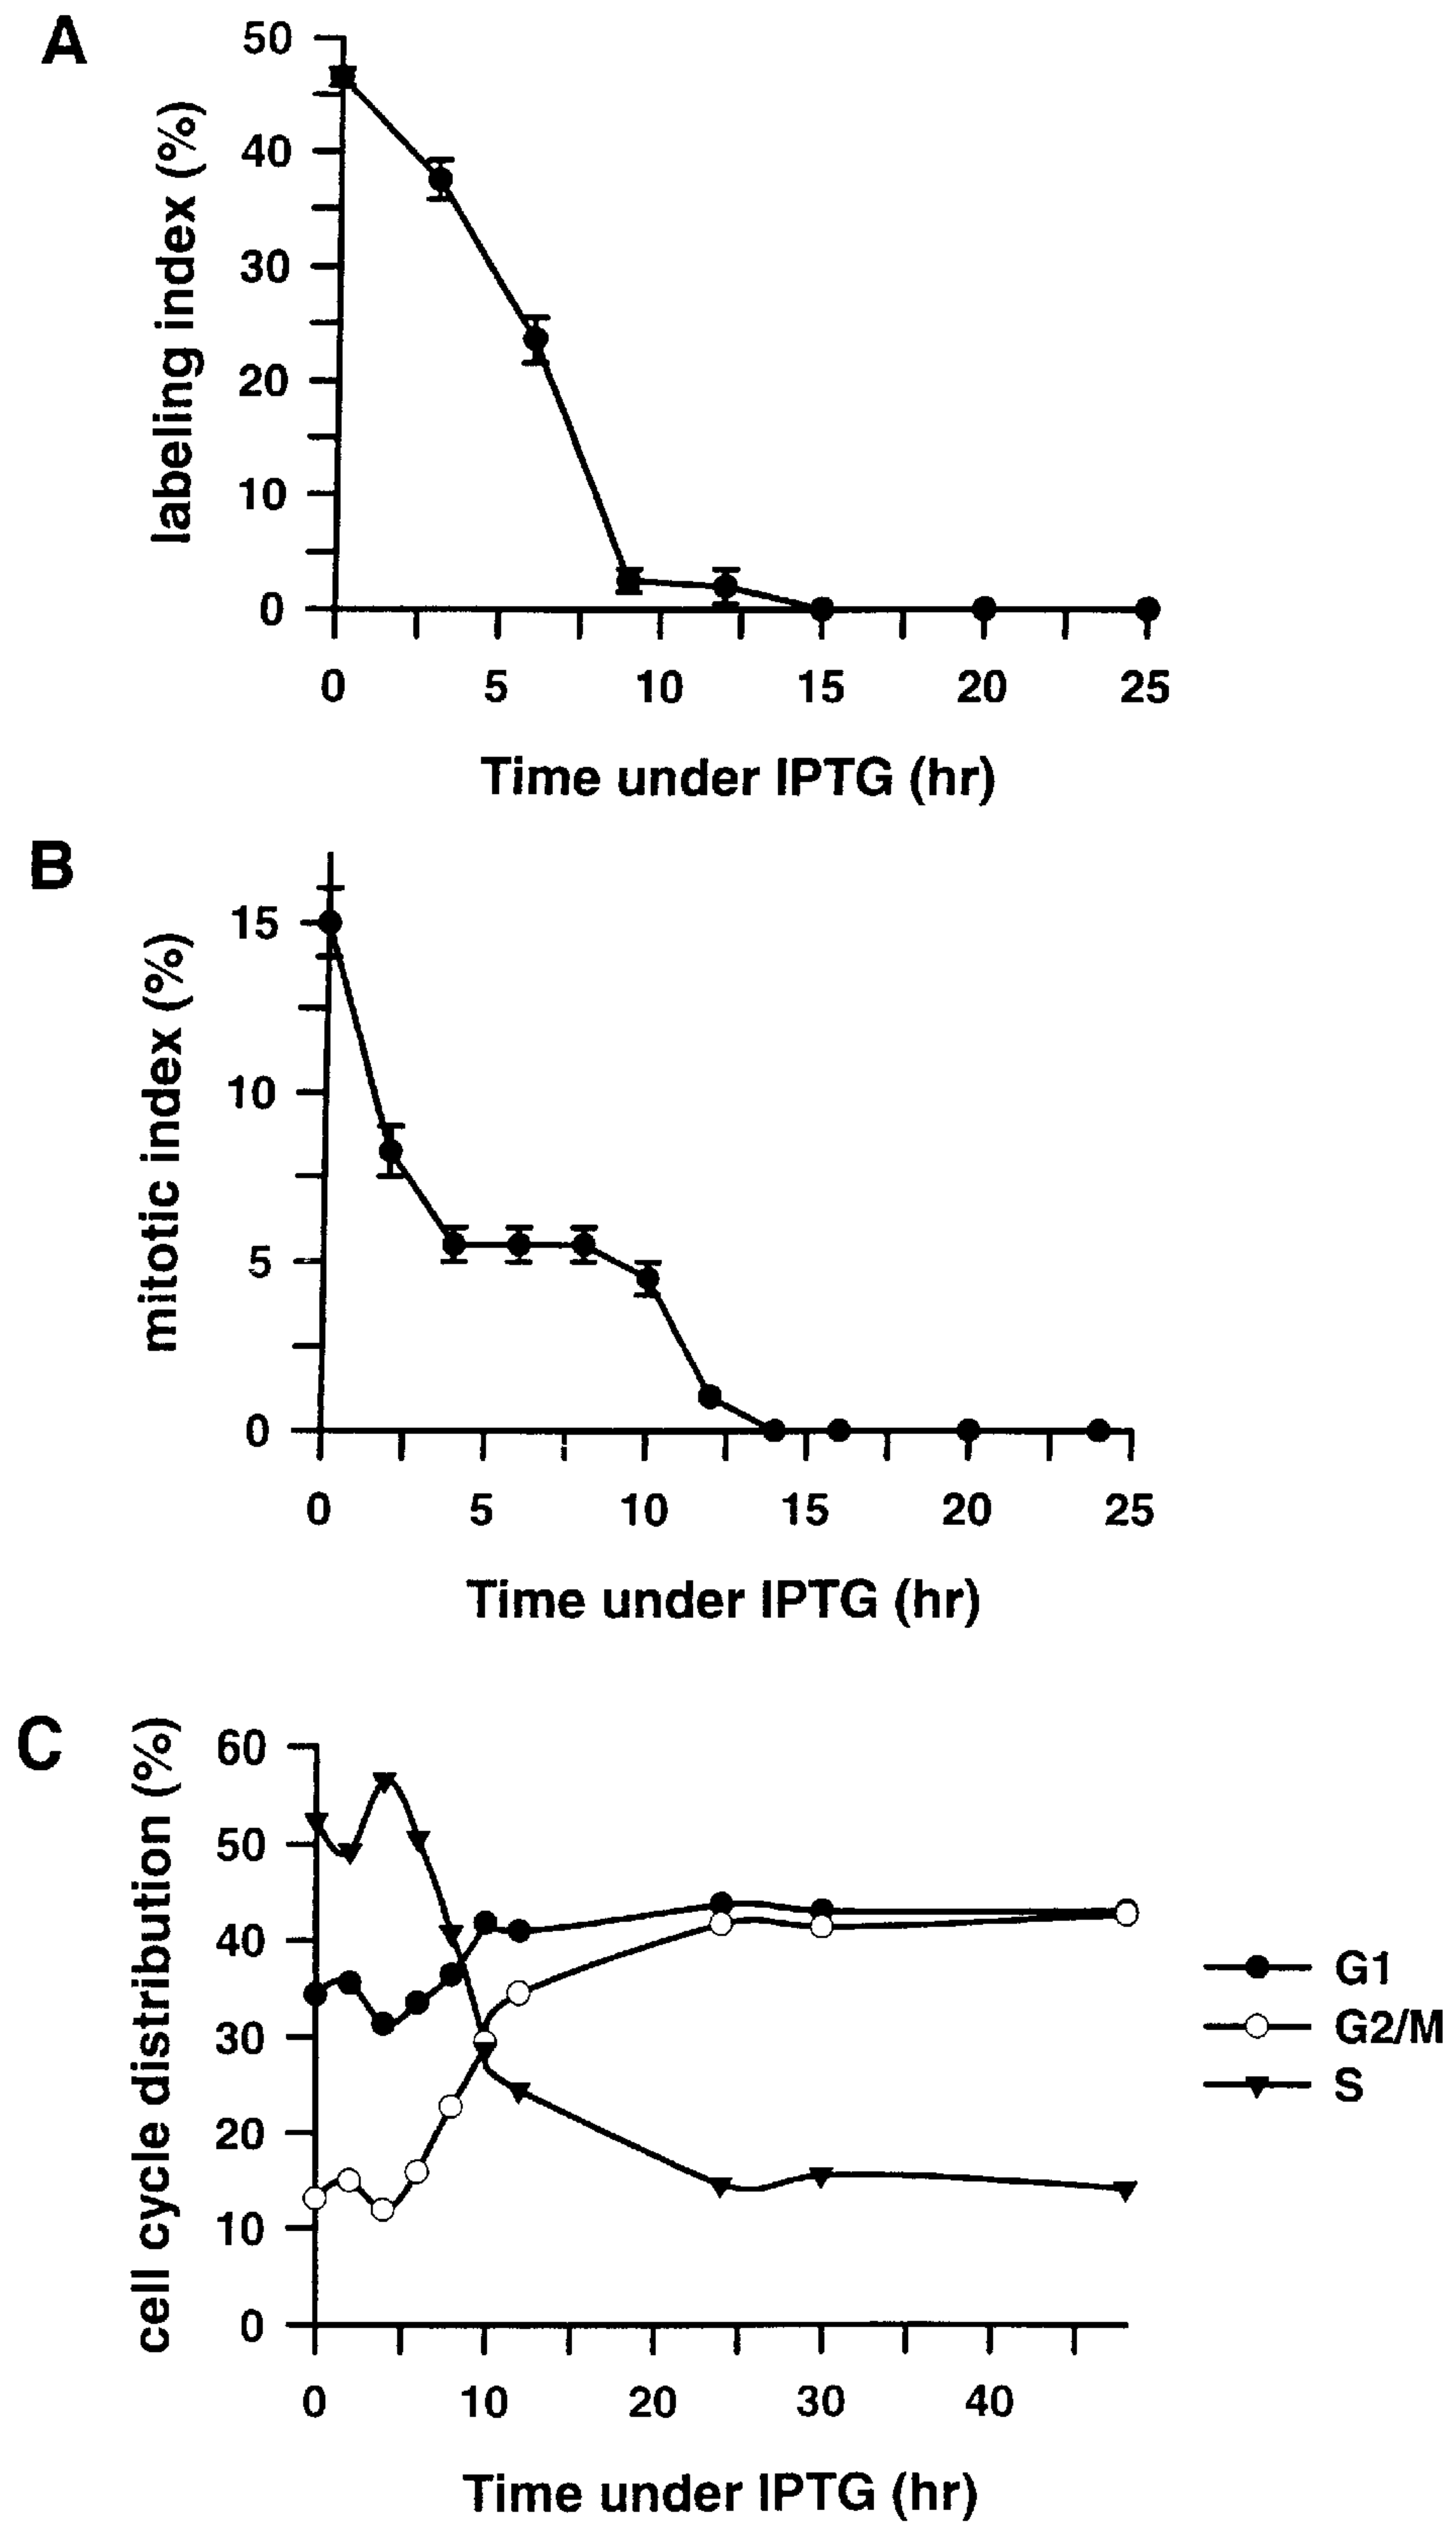 A
50
40
30
20
10
0
labeling index (%)
0 5 10 15 20 25
Time under IPTG (hr)
B
15
10
5
0
mitotic index (%)
0 5 10 15 20 25
Time under IPTG (hr)
C
60
50
40
30
20
10
0
cell cycle distribution (%)
G1
G2/M
S
0 10 20 30 40
Time under IPTG (hr)